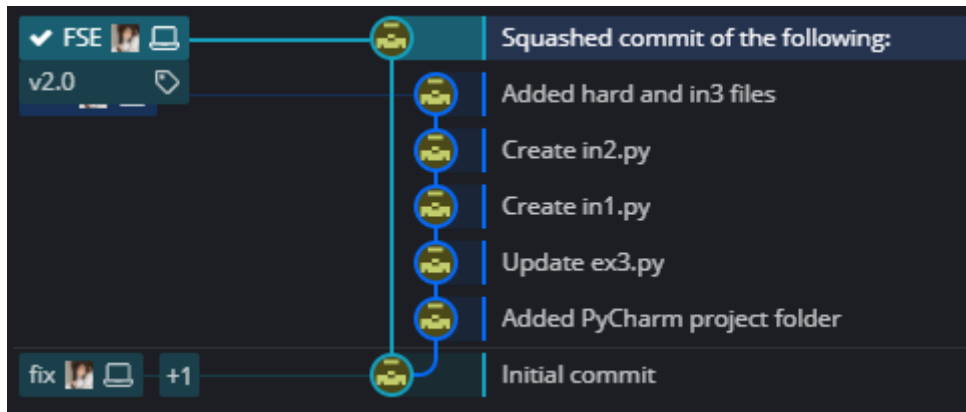 FSE
Squashed commit of the following:
v2.0
Added hard and in3 files
Create in2.py
Create in1.py
Update ex3.py
Added PyCharm project folder
fix +1
Initial commit